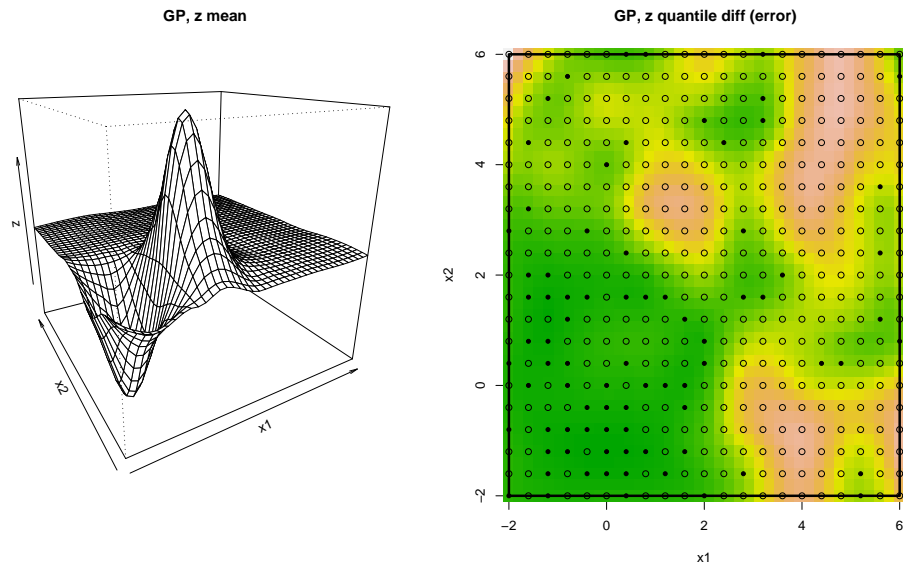 GP, z mean
z
x2
x1
GP, z quantile diff (error)
6
4
2
0
−2
x2
−2 0 2 4 6
x1